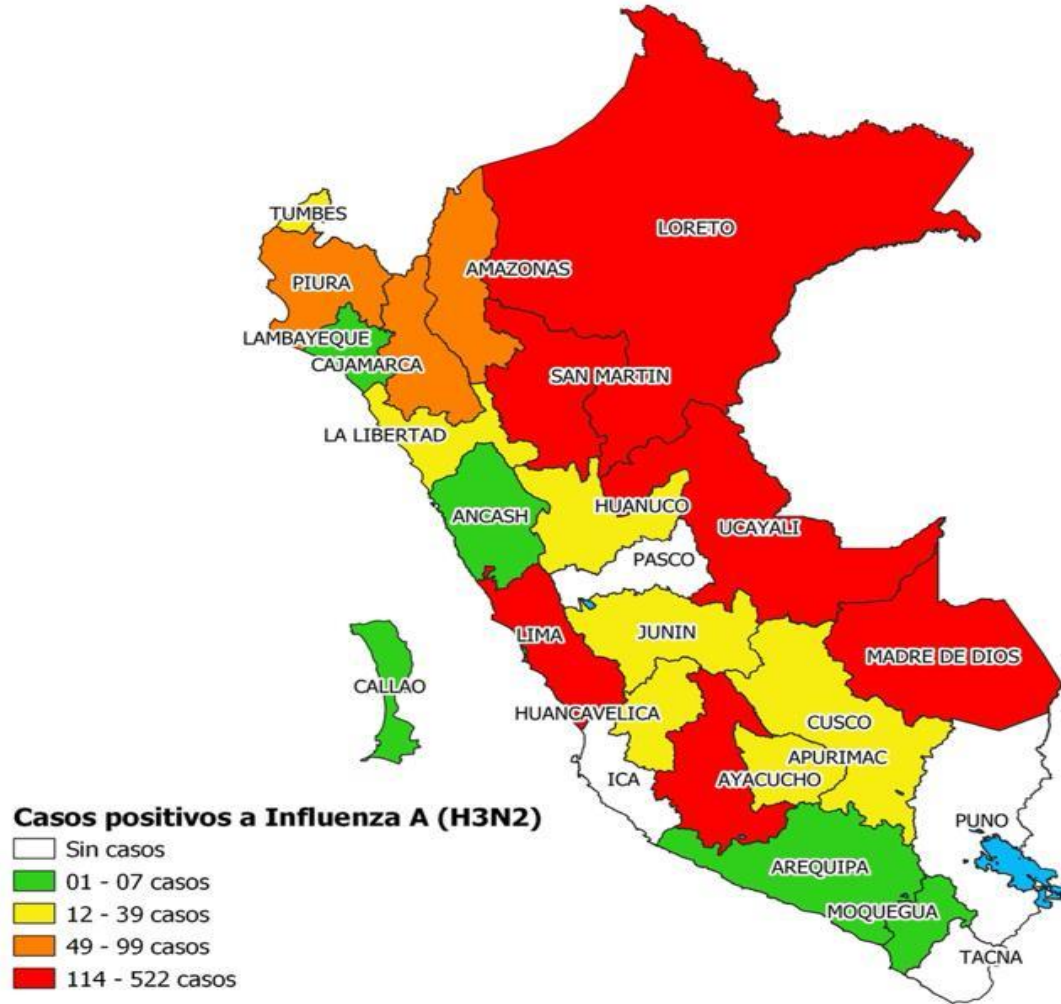 TUMBES
LORETO
AMAZONAS
PIURA
LAMBAYEQUE
CAJAMARCA
SAN MARTIN
LA LIBERTAD
HUANUCO
ANCASH
UCAYALI
PASCO
LIMA
JUNIN
MADRE DE DIOS
CALLAO
HUANCAVELICA
CUSCO
APURIMAC
ICA
AYACUCHO
PUNO
AREQUIPA
MOQUEGUA
TACNA
Casos positivos a Influenza A (H3N2)
Sin casos
01 - 07 casos
12 - 39 casos
49 - 99 casos
114 - 522 casos